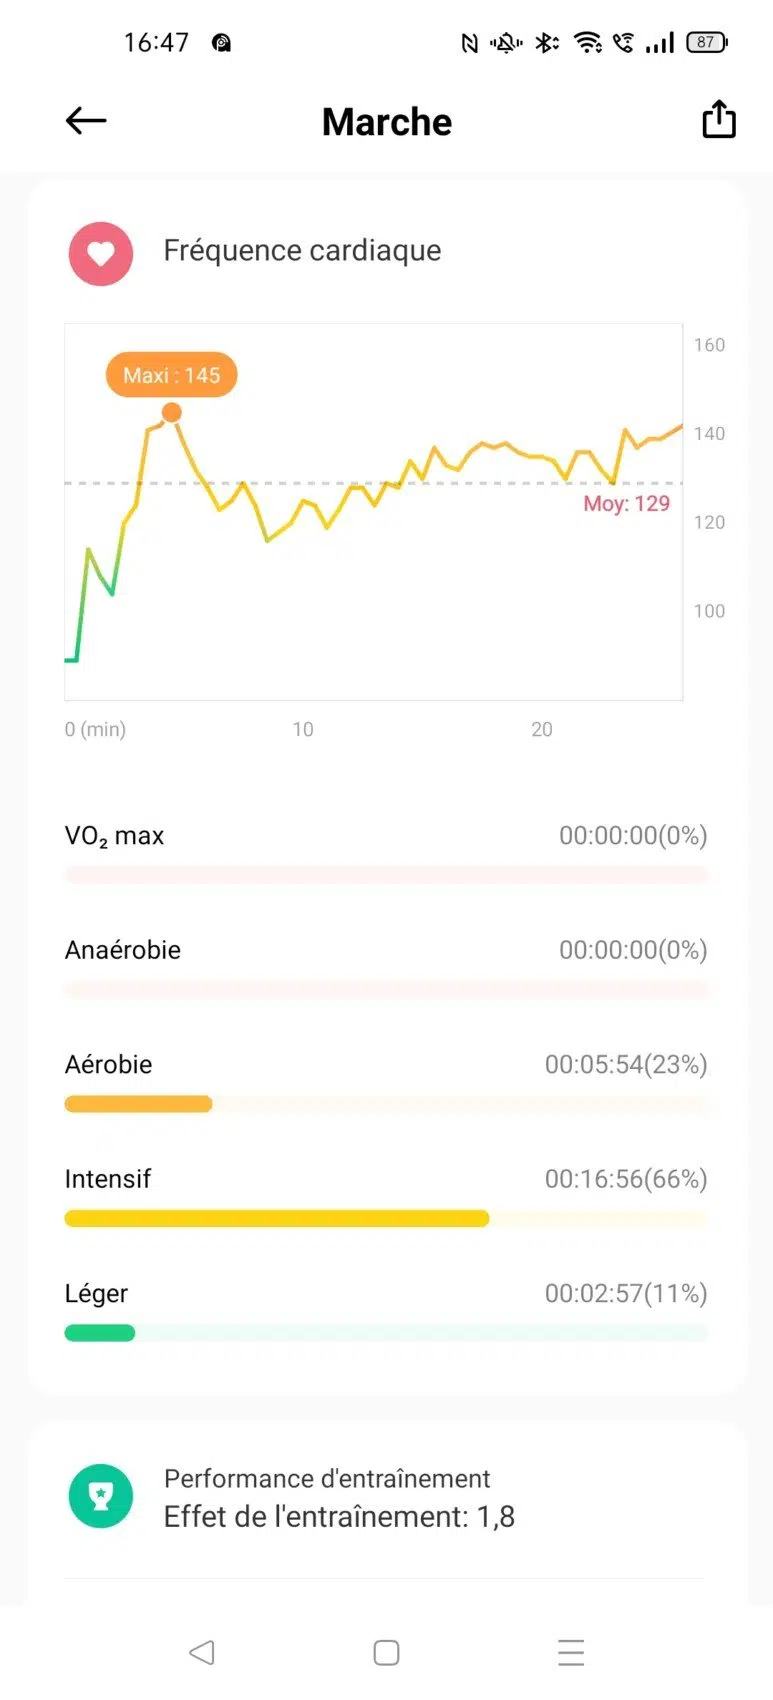 16:47
87
Marche
Fréquence cardiaque
160
Maxi : 145
140
Moy: 129
120
100
0 (min) 10 20
VO₂ max 00:00:00(0%)
Anaérobie 00:00:00(0%)
Aérobie 00:05:54(23%)
Intensif 00:16:56(66%)
Léger 00:02:57(11%)
Performance d'entraînement
Effet de l'entraînement: 1,8